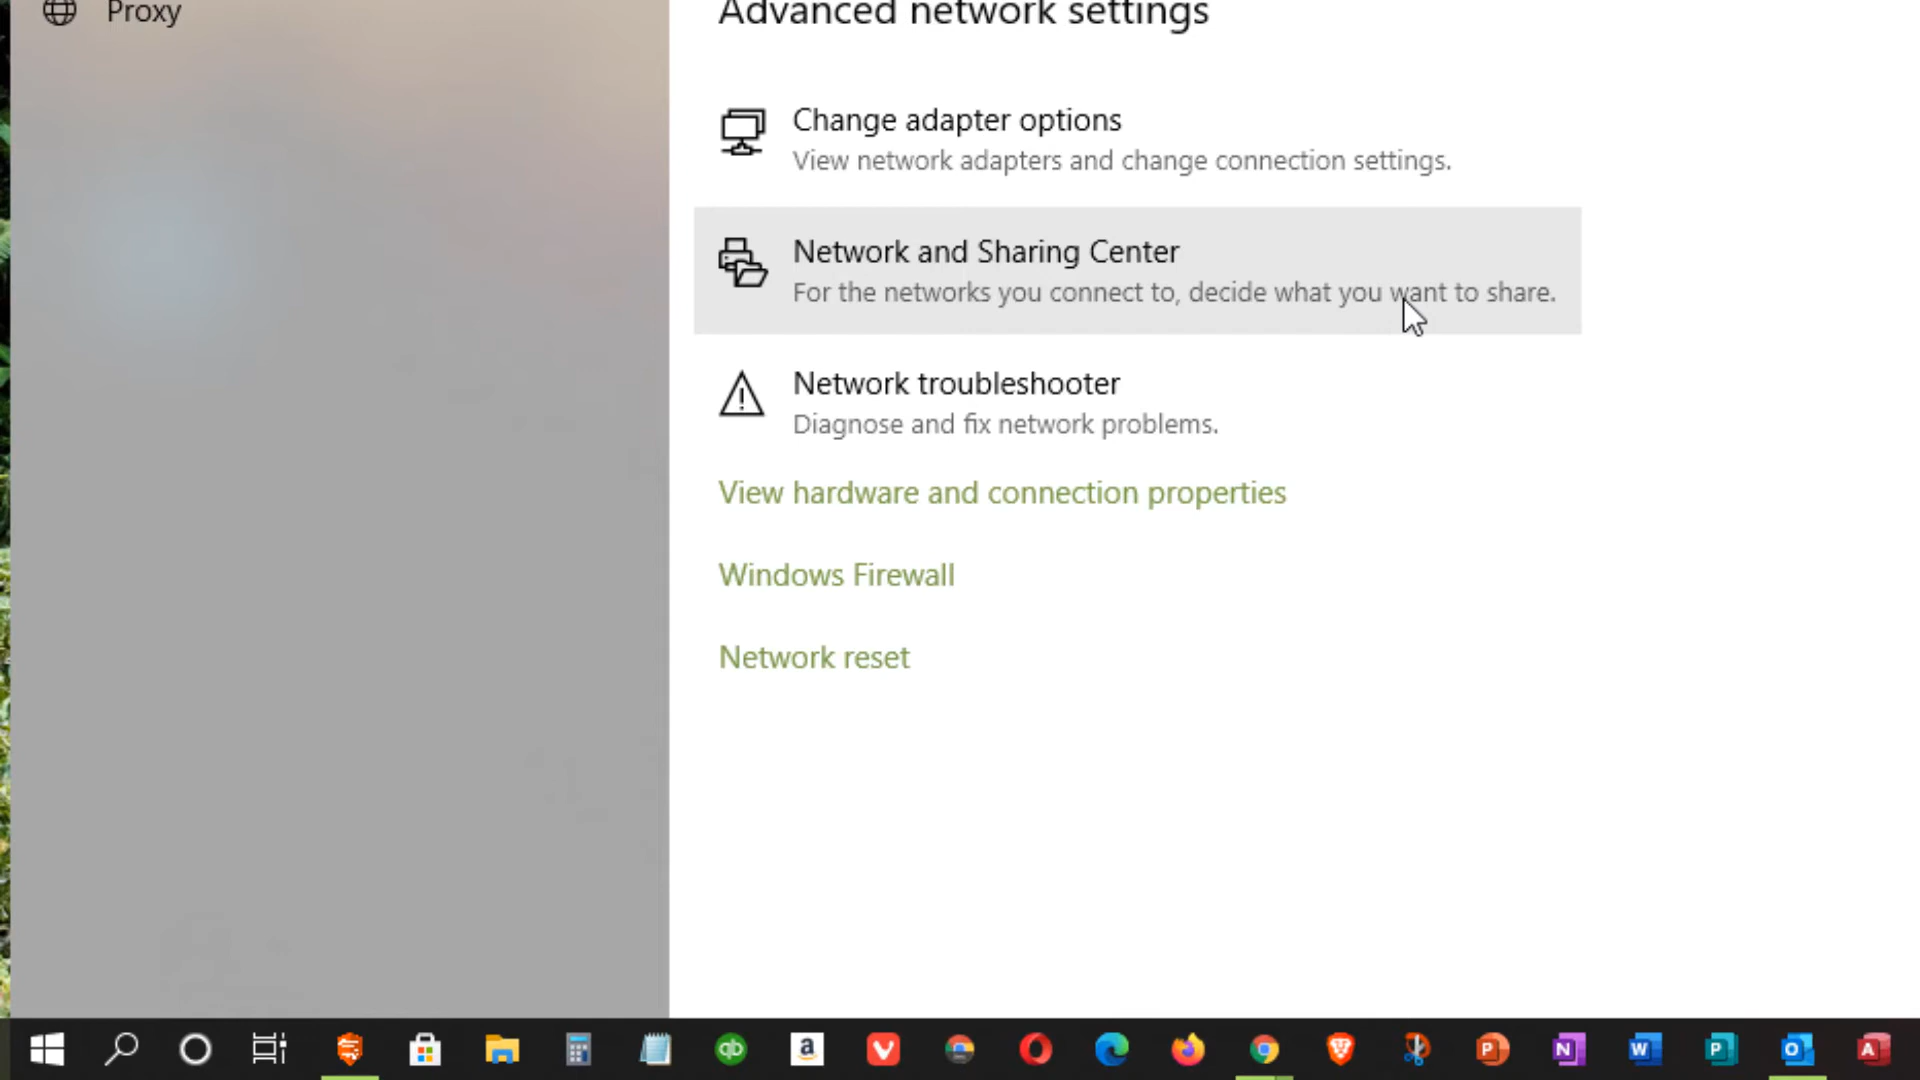 Proxy
Advanced network settings
Change adapter options
View network adapters and change connection settings.
Network and Sharing Center
For the networks you connect to, decide what you want to share.
Network troubleshooter
Diagnose and fix network problems.
View hardware and connection properties
Windows Firewall
Network reset
qb a P N W P O A